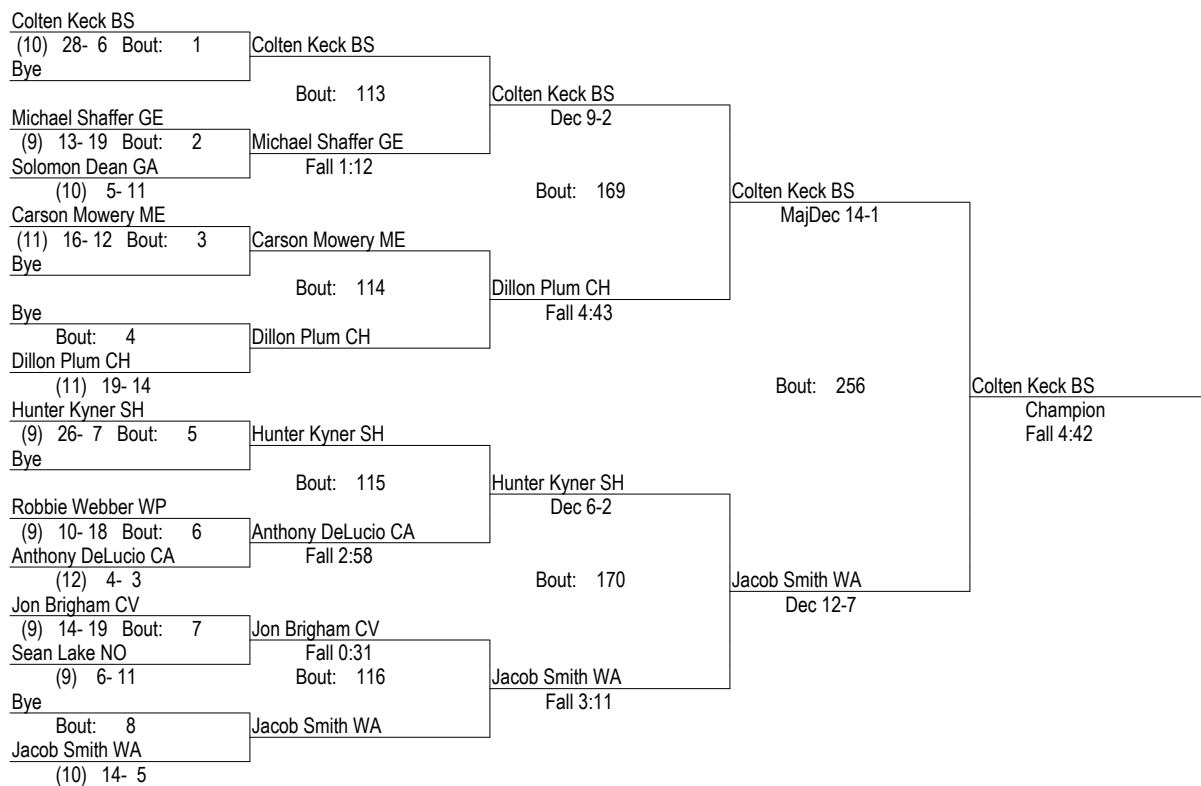 Colten Keck BS
(10) 28- 6 Bout: 1
Bye
Michael Shaffer GE
(9) 13- 19 Bout: 2
Solomon Dean GA
(10) 5- 11
Carson Mowery ME
(11) 16- 12 Bout: 3
Bye
Bye
Bout: 4
Dillon Plum CH
(11) 19- 14
Hunter Kyner SH
(9) 26- 7 Bout: 5
Bye
Robbie Webber WP
(9) 10- 18 Bout: 6
Anthony DeLucio CA
(12) 4- 3
Jon Brigham CV
(9) 14- 19 Bout: 7
Sean Lake NO
(9) 6- 11
Bye
Bout: 8
Jacob Smith WA
(10) 14- 5
Colten Keck BS
Bout: 113
Michael Shaffer GE
Fall 1:12
Carson Mowery ME
Bout: 114
Dillon Plum CH
Hunter Kyner SH
Bout: 115
Anthony DeLucio CA
Fall 2:58
Jon Brigham CV
Fall 0:31
Bout: 116
Jacob Smith WA
Colten Keck BS
Dec 9-2
Bout: 169
Dillon Plum CH
Fall 4:43
Hunter Kyner SH
Dec 6-2
Bout: 170
Jacob Smith WA
Fall 3:11
Colten Keck BS
MajDec 14-1
Bout: 256
Jacob Smith WA
Dec 12-7
Colten Keck BS
Champion
Fall 4:42